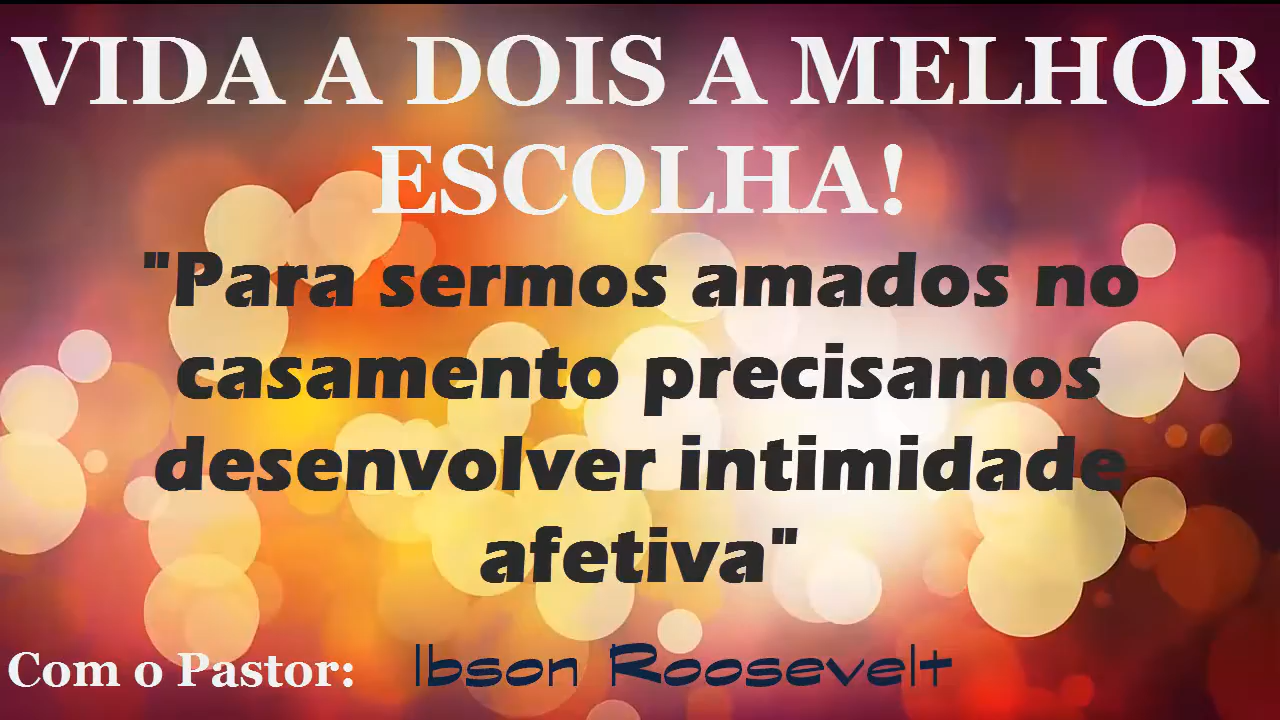 VIDA A DOIS A MELHOR
ESCOLHA!
"Para sermos amados no
casamento precisamos
desenvolver intimidade
afetiva"
Com o Pastor: Ibson Roosevelt